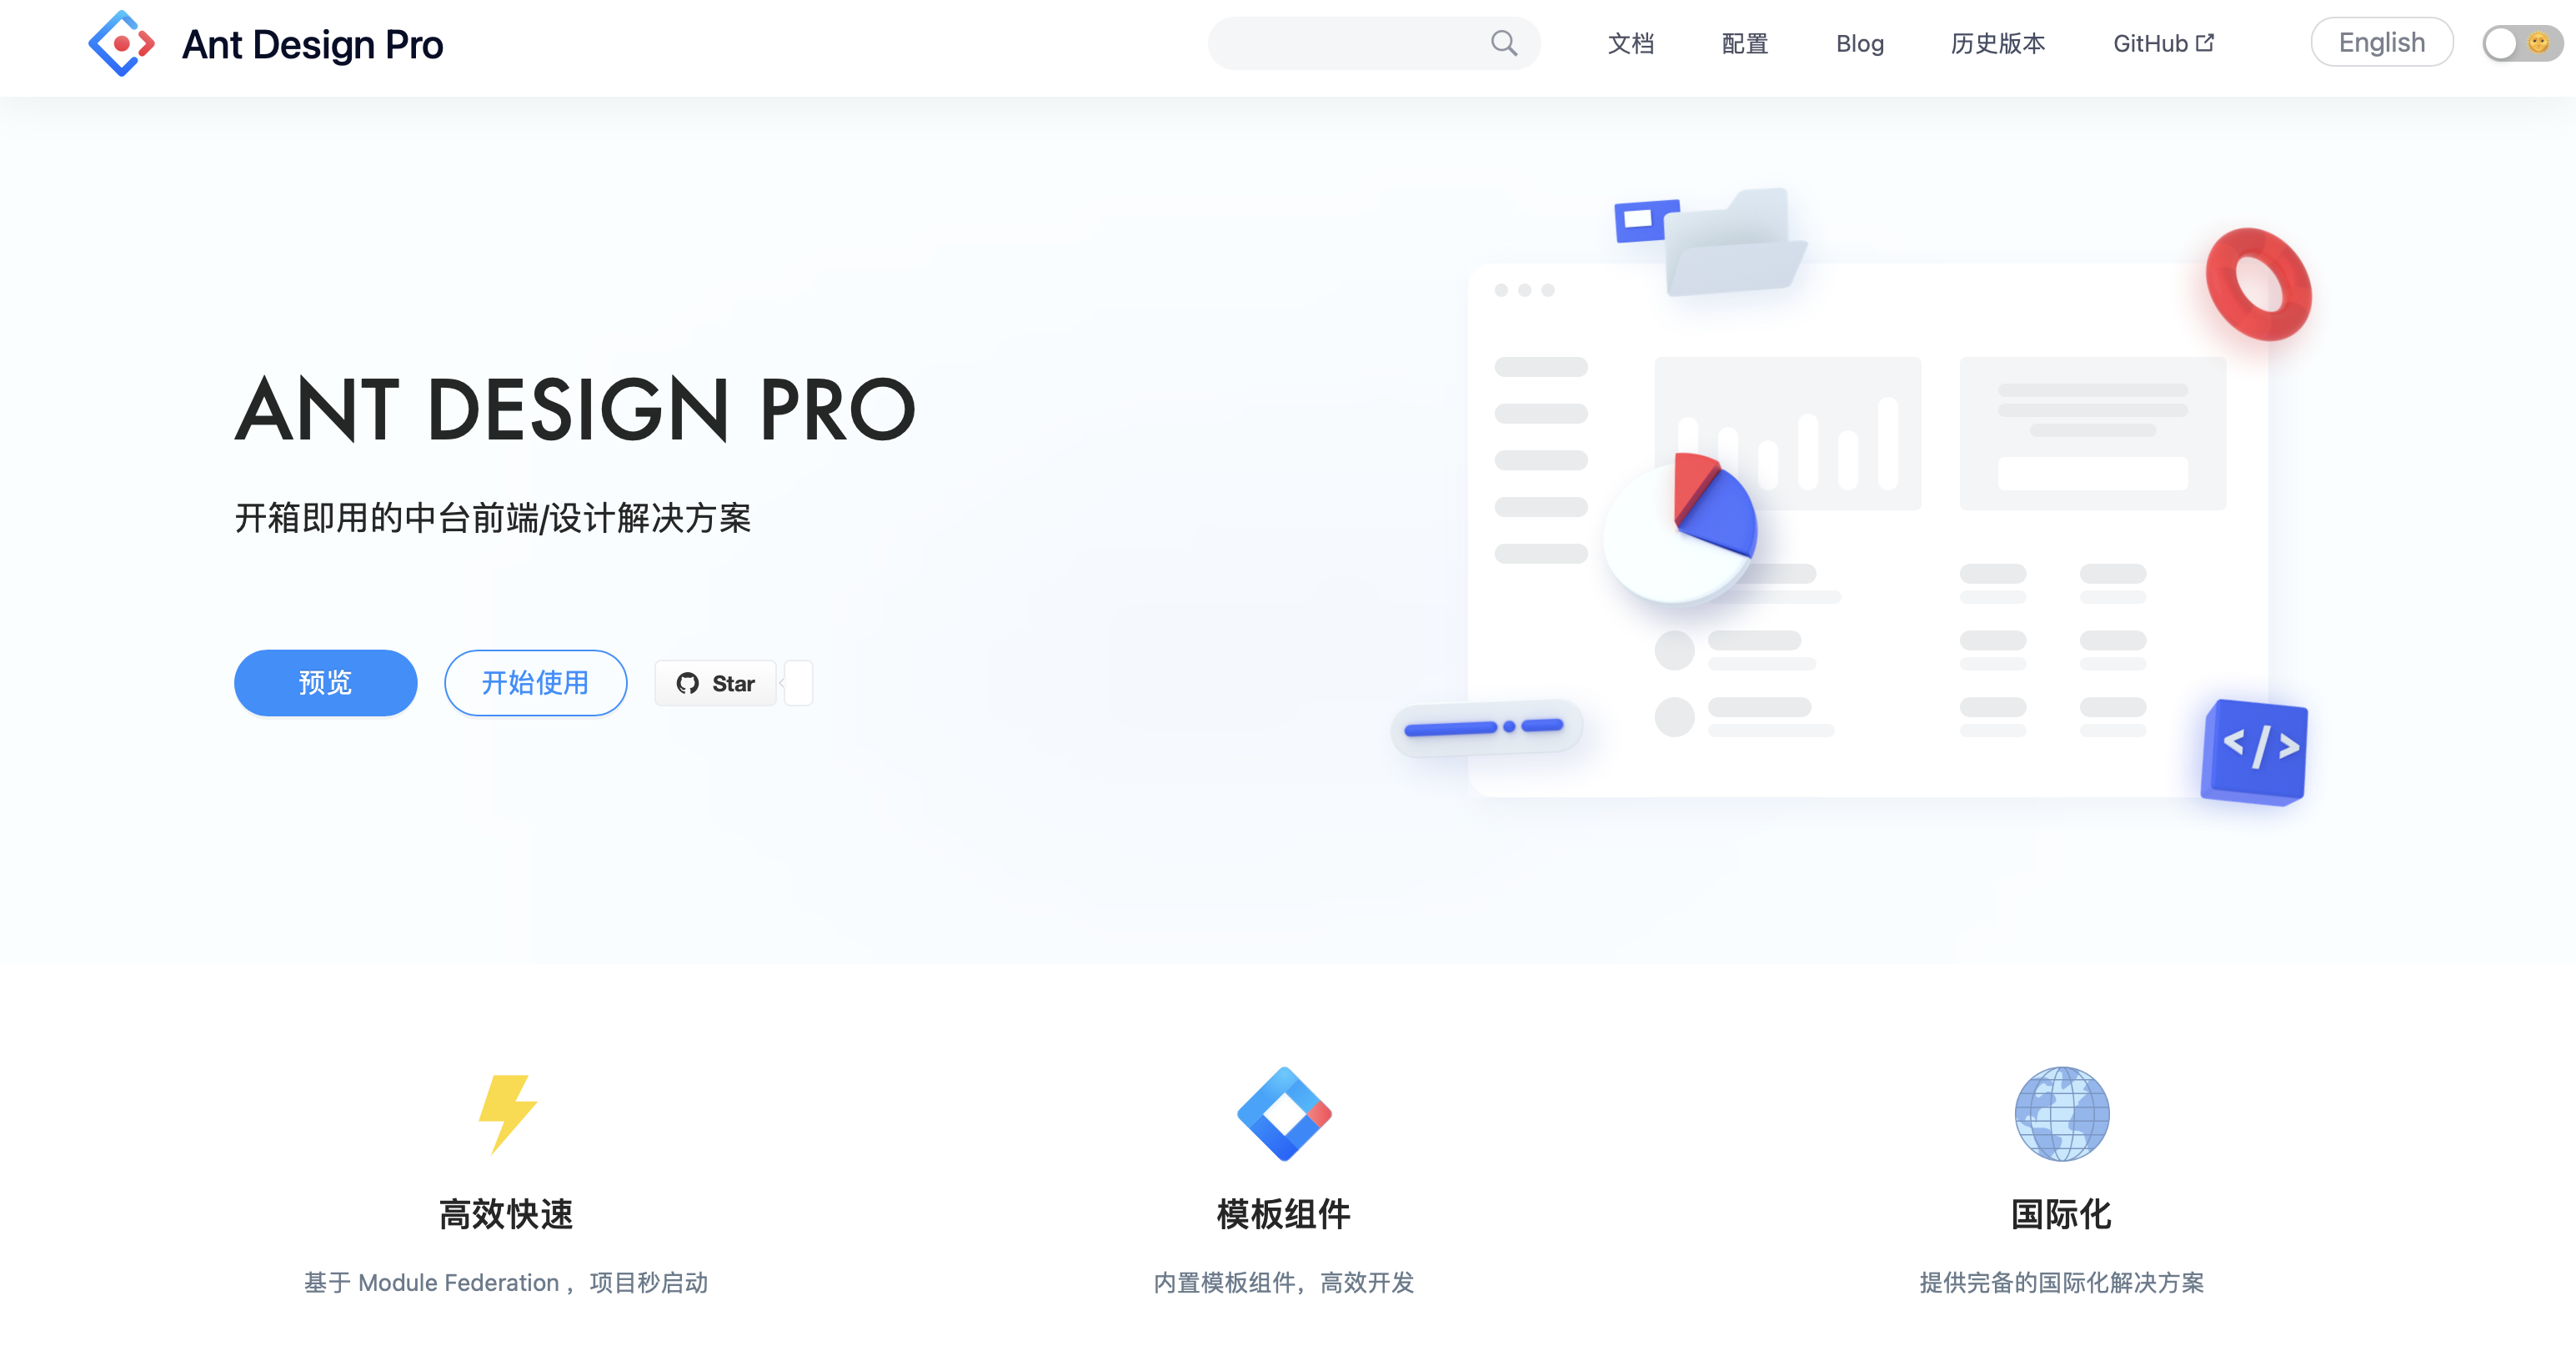 Ant Design Pro
文档
配置
Blog
历史版本
GitHub
English
ANT DESIGN PRO
开箱即用的中台前端/设计解决方案
预览
开始使用
Star
</>
高效快速
模板组件
国际化
基于 Module Federation ，项目秒启动
内置模板组件，高效开发
提供完备的国际化解决方案